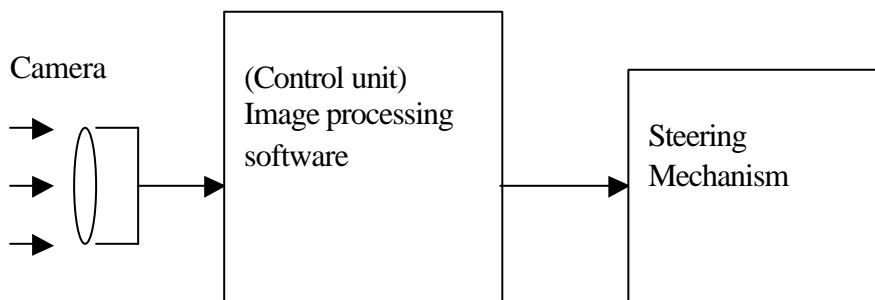 Camera
(Control unit)
Image processing
software
Steering
Mechanism